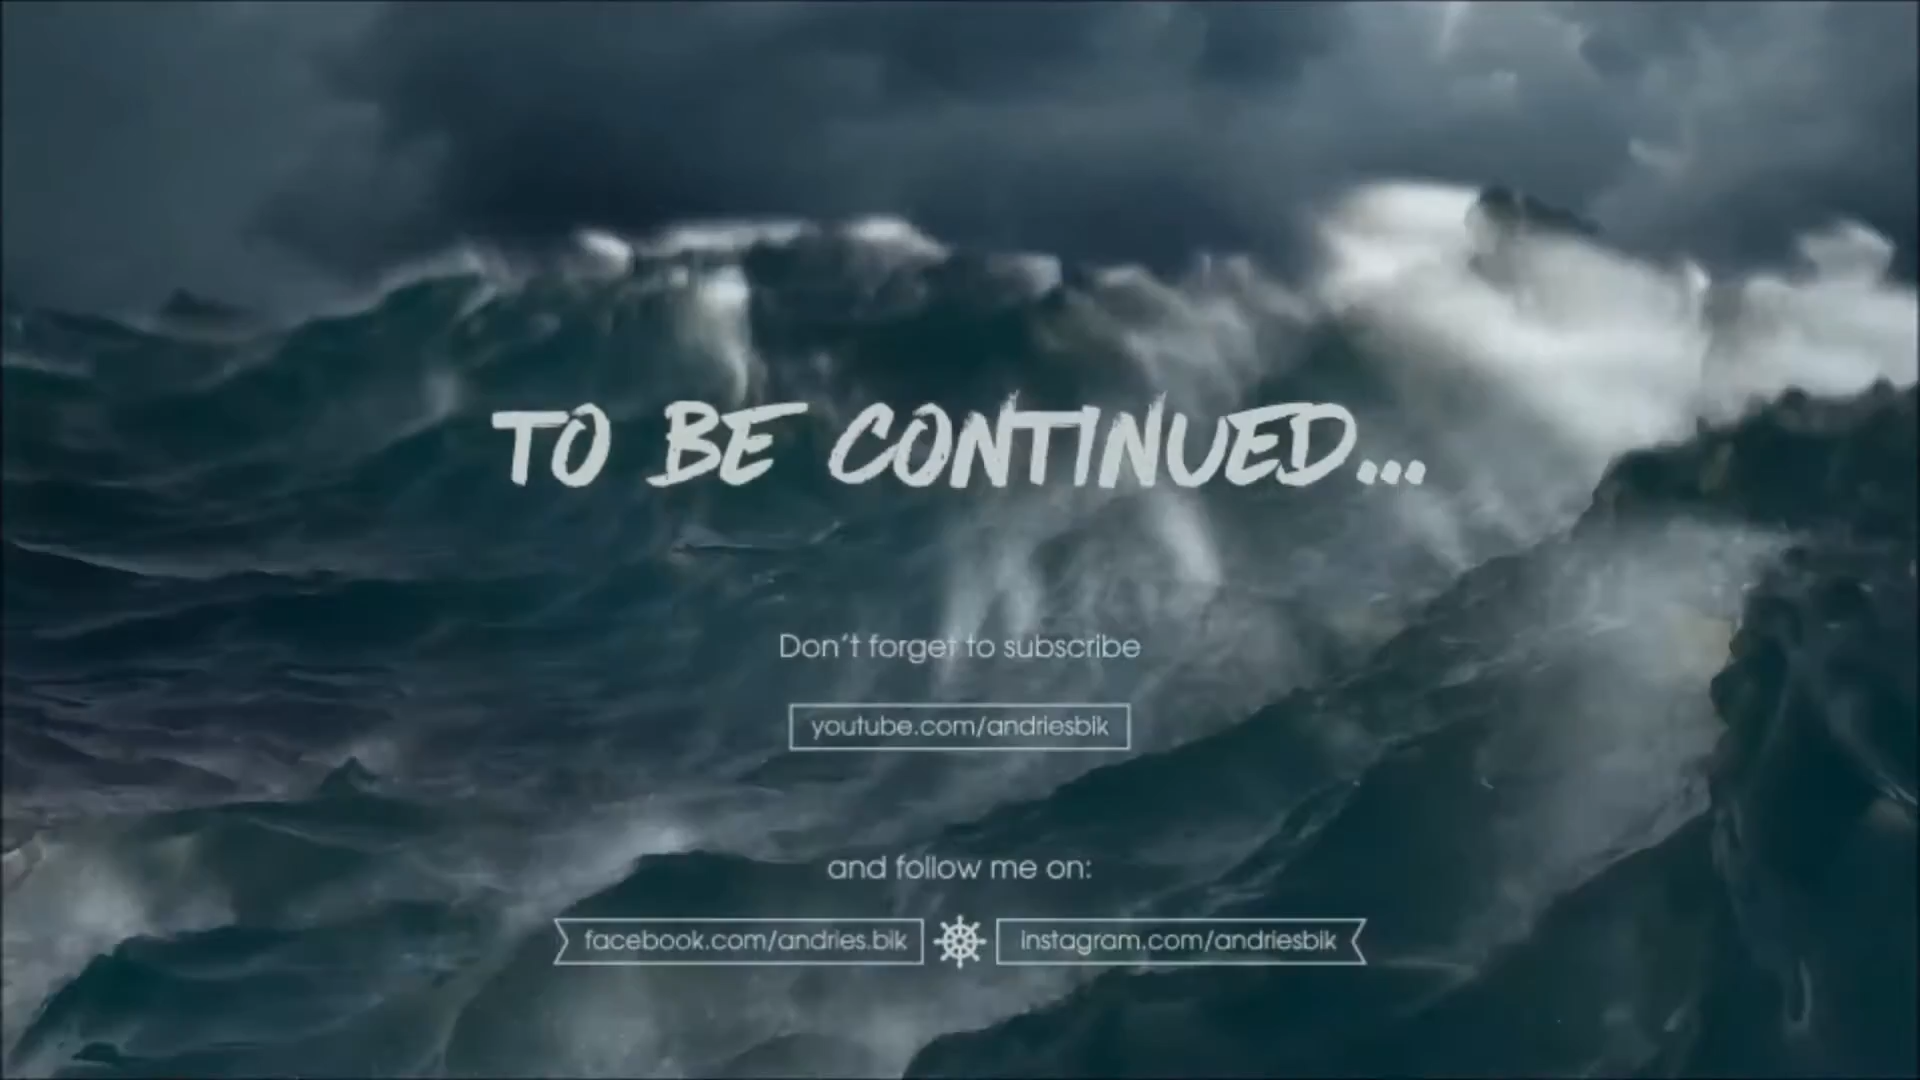 TO BE CONTINUED...
Don't forget to subscribe
youtube.com/andriesbik
and follow me on:
facebook.com/andries.bik
instagram.com/andriesbik